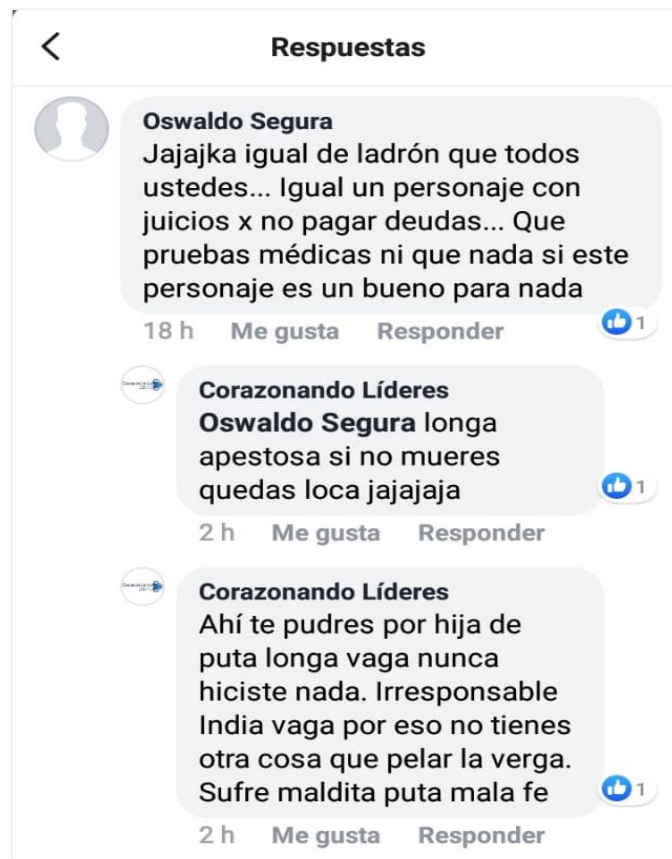 Respuestas
Oswaldo Segura
Jajajka igual de ladrón que todos
ustedes... Igual un personaje con
juicios x no pagar deudas... Que
pruebas médicas ni que nada si este
personaje es un bueno para nada
18 h Me gusta Responder 1
Corazonando Líderes
Oswaldo Segura longa
apestosa si no mueres
quedas loca jajajaja
1
2 h Me gusta Responder
Corazonando Líderes
Ahí te pudres por hija de
puta longa vaga nunca
hiciste nada. Irresponsable
India vaga por eso no tienes
otra cosa que pelar la verga.
Sufre maldita puta mala fe
1
2 h Me gusta Responder